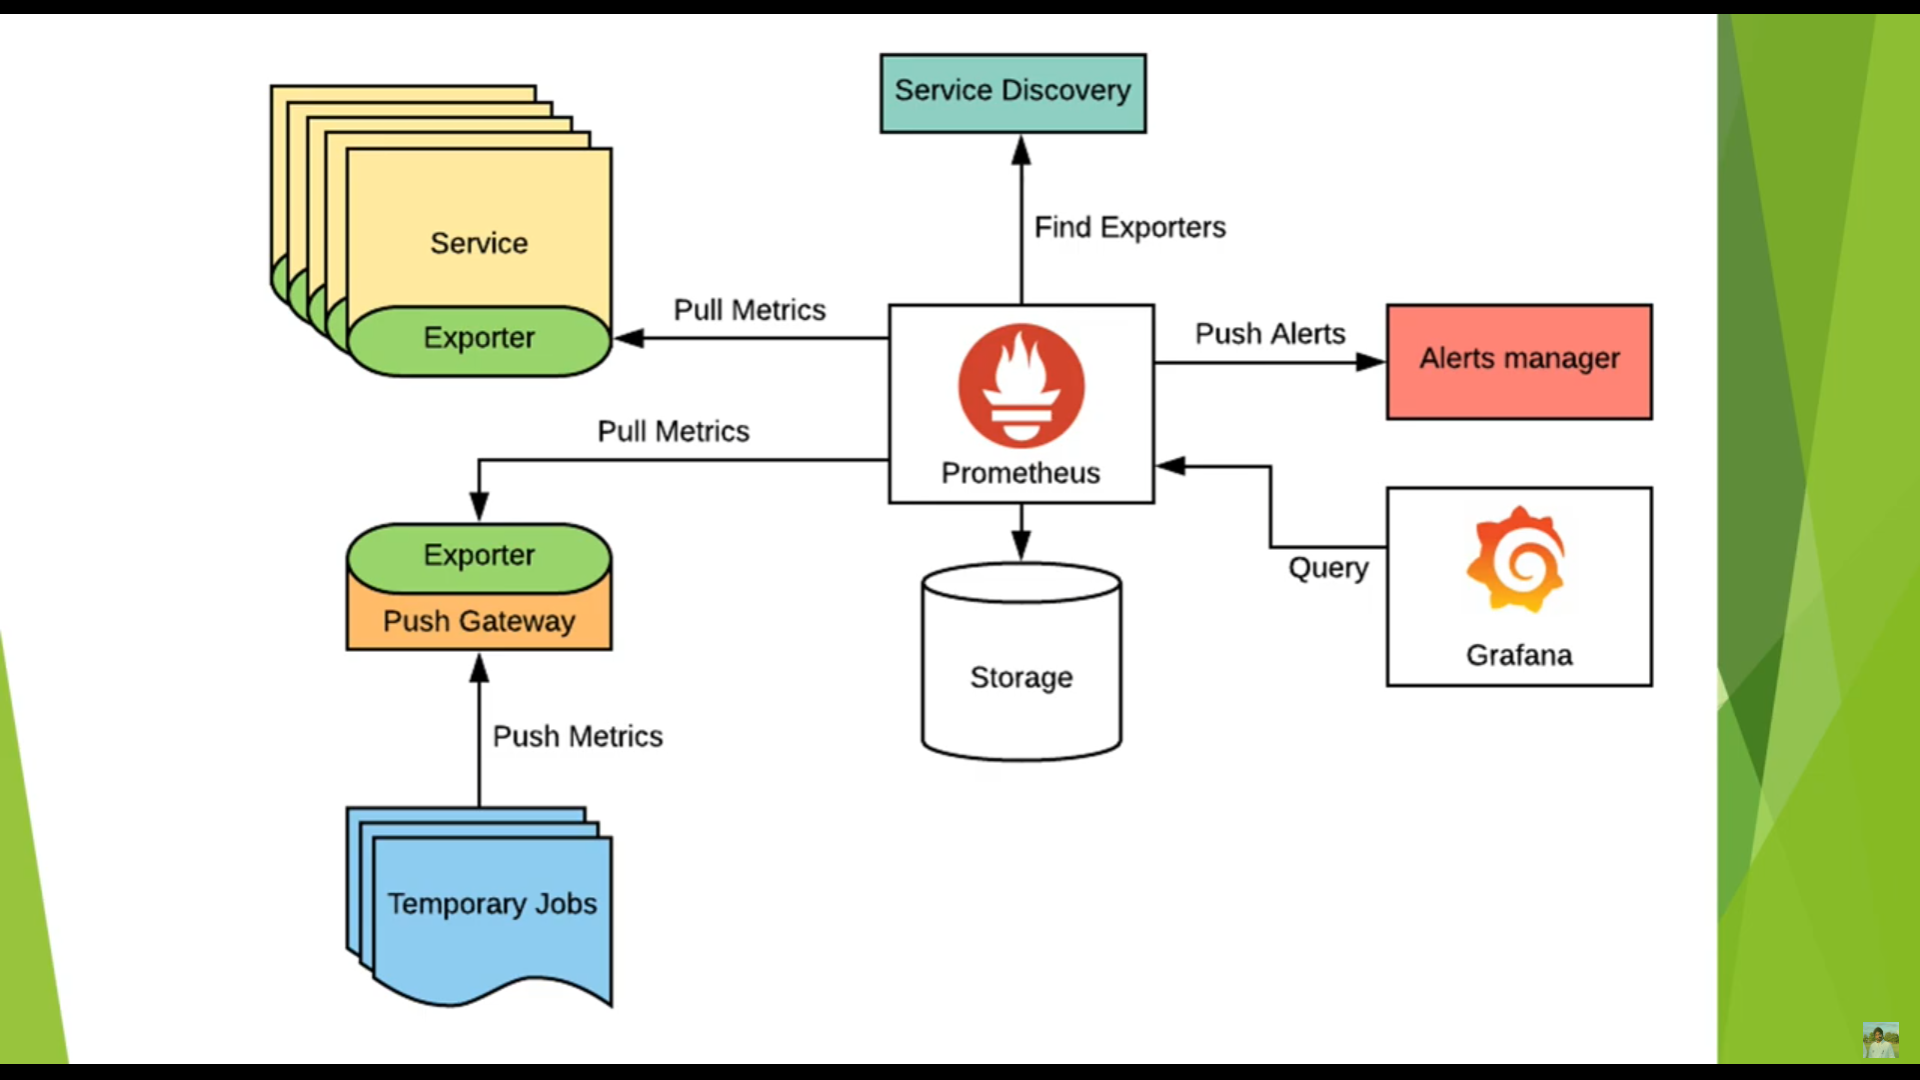 Service Discovery
Find Exporters
Service
Exporter
Pull Metrics
Pull Metrics
Prometheus
Push Alerts
Alerts manager
Exporter
Push Gateway
Query
Grafana
Storage
Push Metrics
Temporary Jobs